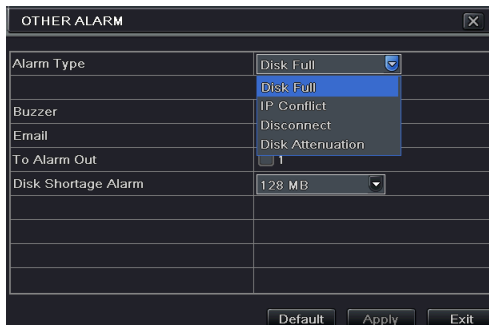 OTHER ALARM
Alarm Type
Disk Full
Disk Full
IP Conflict
Buzzer
Disconnect
Email
Disk Attenuation
To Alarm Out
1
Disk Shortage Alarm
128 MB
Default
Apply
Exit